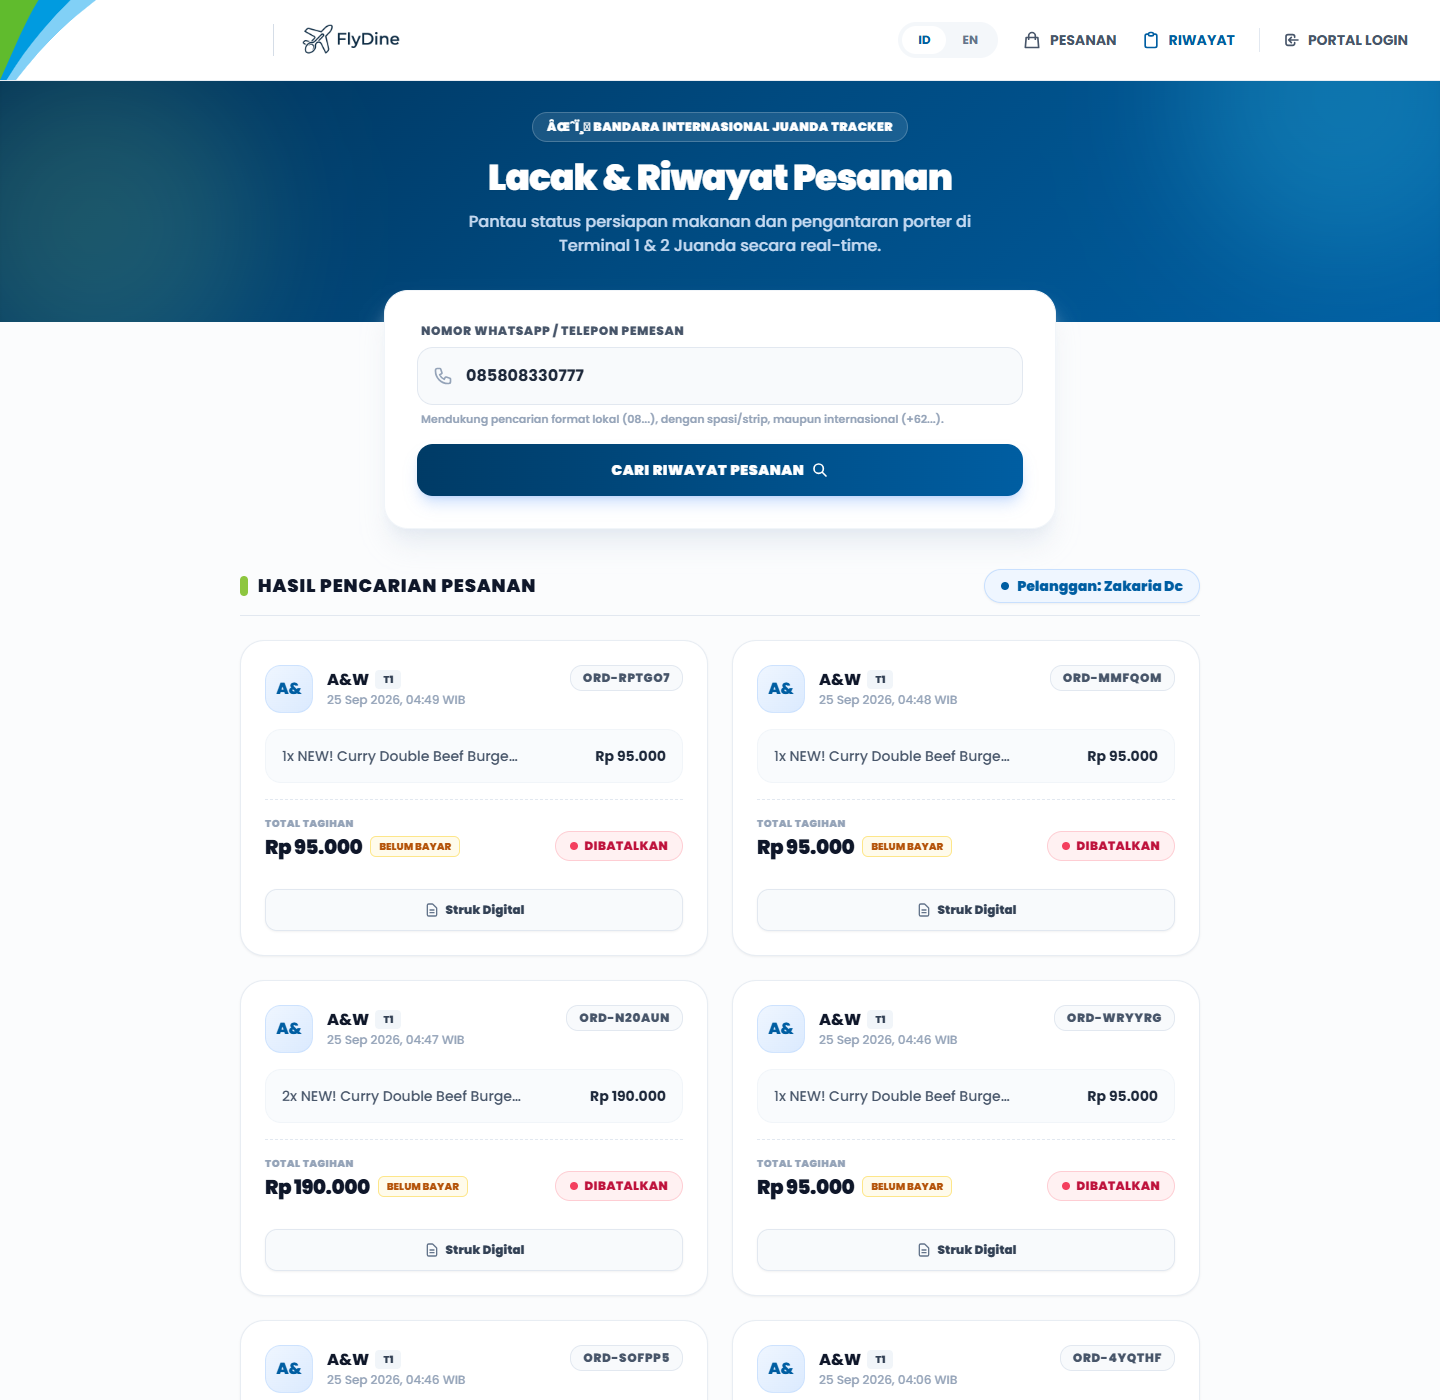 FlyDine
ID EN PESANAN RIWAYAT PORTAL LOGIN
BANDARA INTERNASIONAL JUANDA TRACKER
Lacak & Riwayat Pesanan
Pantau status persiapan makanan dan pengantaran porter di
Terminal 1 & 2 Juanda secara real-time.
NOMOR WHATSAPP / TELEPON PEMESAN
085808330777
Mendukung pencarian format lokal (08...), dengan spasi/strip, maupun internasional (+62...).
CARI RIWAYAT PESANAN
HASIL PENCARIAN PESANAN
Pelanggan: Zakaria Dc
A& A&W T1 ORD-RPTGO7
25 Sep 2026, 04:49 WIB
1x NEW! Curry Double Beef Burge... Rp 95.000
TOTAL TAGIHAN
Rp 95.000 BELUM BAYAR DIBATALKAN
Struk Digital
A& A&W T1 ORD-MMFQOM
25 Sep 2026, 04:48 WIB
1x NEW! Curry Double Beef Burge... Rp 95.000
TOTAL TAGIHAN
Rp 95.000 BELUM BAYAR DIBATALKAN
Struk Digital
A& A&W T1 ORD-N20AUN
25 Sep 2026, 04:47 WIB
2x NEW! Curry Double Beef Burge... Rp 190.000
TOTAL TAGIHAN
Rp 190.000 BELUM BAYAR DIBATALKAN
Struk Digital
A& A&W T1 ORD-WRYYRG
25 Sep 2026, 04:46 WIB
1x NEW! Curry Double Beef Burge... Rp 95.000
TOTAL TAGIHAN
Rp 95.000 BELUM BAYAR DIBATALKAN
Struk Digital
A& A&W T1 ORD-SOFPP5
25 Sep 2026, 04:46 WIB
A& A&W T1 ORD-4YQTHF
25 Sep 2026, 04:06 WIB